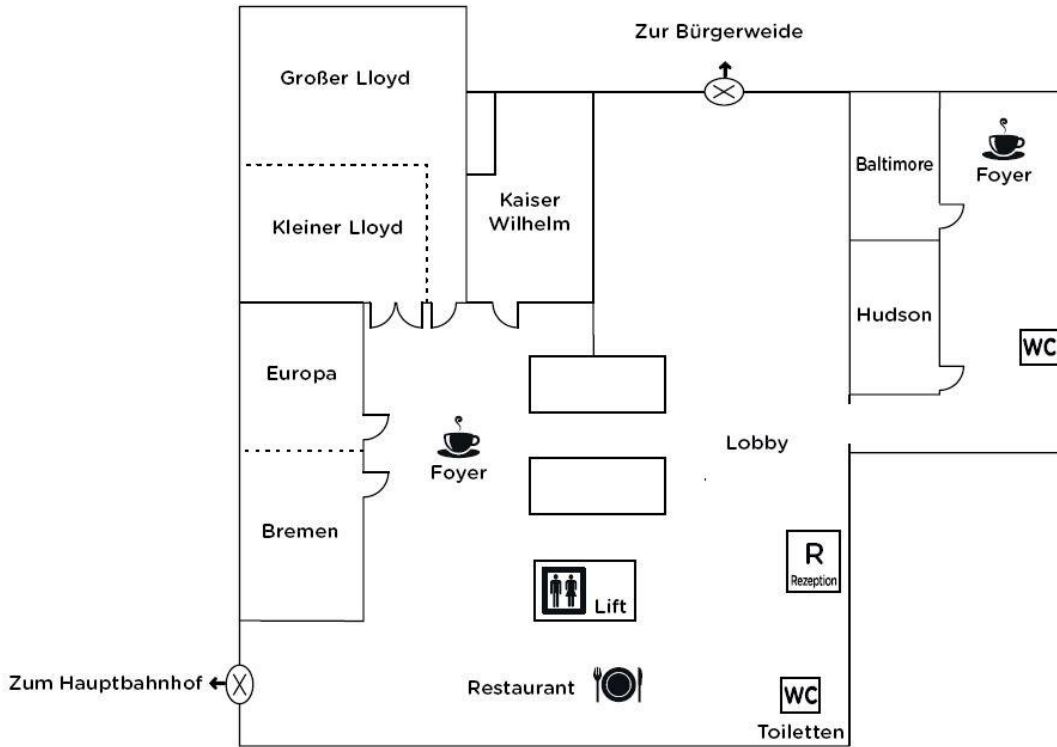 Zur Bürgerweide
Großer Lloyd
Baltimore
Foyer
Kleiner Lloyd
Kaiser
Wilhelm
Hudson
WC
Europa
Lobby
Foyer
Bremen
R
Rezeption
Lift
Zum Hauptbahnhof
Restaurant
WC
Toiletten